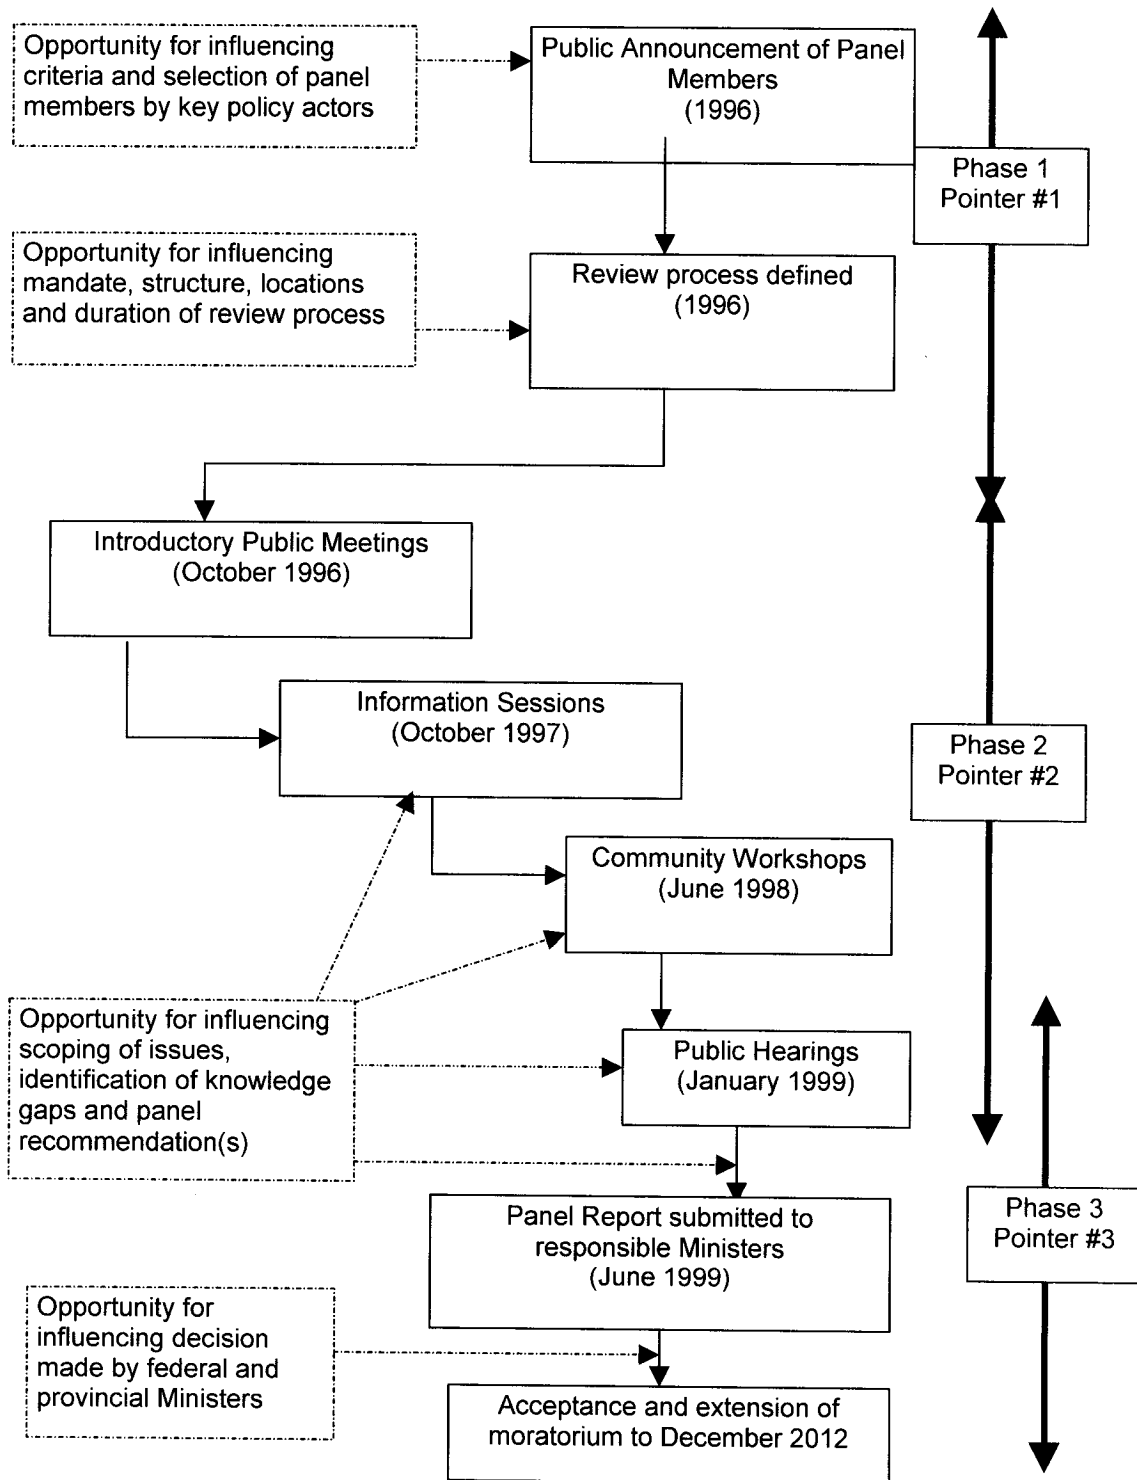 Opportunity for influencing
criteria and selection of panel
members by key policy actors
Public Announcement of Panel
Members
(1996)
Phase 1
Pointer #1
Opportunity for influencing
mandate, structure, locations
and duration of review process
Review process defined
(1996)
Introductory Public Meetings
(October 1996)
Information Sessions
(October 1997)
Phase 2
Pointer #2
Community Workshops
(June 1998)
Opportunity for influencing
scoping of issues,
identification of knowledge
gaps and panel
recommendation(s)
Public Hearings
(January 1999)
Panel Report submitted to
responsible Ministers
(June 1999)
Phase 3
Pointer #3
Opportunity for
influencing decision
made by federal and
provincial Ministers
Acceptance and extension of
moratorium to December 2012